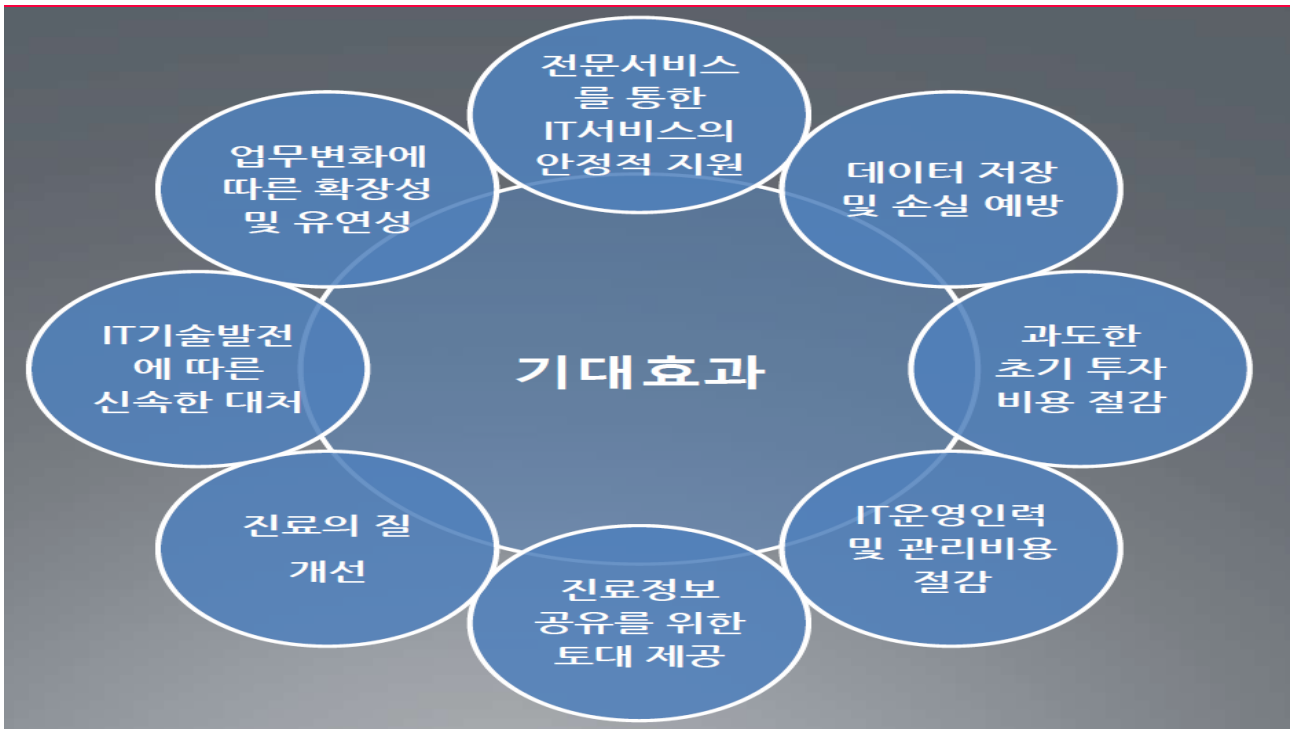 전문서비스
를 통한
IT서비스의
안정적 지원
데이터 저장
및 손실 예방
과도한
초기 투자
비용 절감
IT운영인력
및 관리비용
절감
진료정보
공유를 위한
토대 제공
진료의 질
개선
IT기술발전
에 따른
신속한 대처
업무변화에
따른 확장성
및 유연성
기대효과